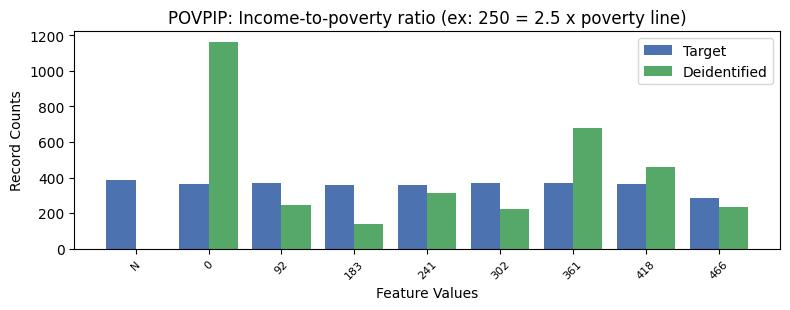 POVPIP: Income-to-poverty ratio (ex: 250 = 2.5 x poverty line)
1200
1000
800
600
400
200
0
Record Counts
Target
Deidentified
N 0 92 183 241 302 361 418 466
Feature Values